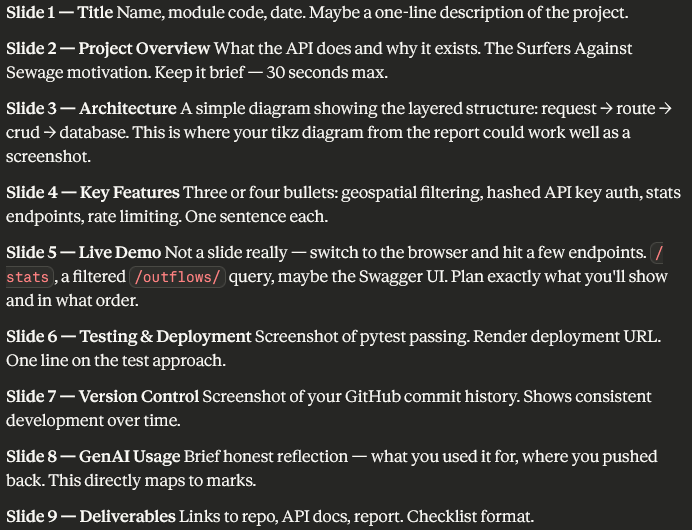 Slide 1 — Title Name, module code, date. Maybe a one-line description of the project.
Slide 2 — Project Overview What the API does and why it exists. The Surfers Against
Sewage motivation. Keep it brief — 30 seconds max.
Slide 3 — Architecture A simple diagram showing the layered structure: request → route →
crud → database. This is where your tikz diagram from the report could work well as a
screenshot.
Slide 4 — Key Features Three or four bullets: geospatial filtering, hashed API key auth, stats
endpoints, rate limiting. One sentence each.
Slide 5 — Live Demo Not a slide really — switch to the browser and hit a few endpoints. /
stats, a filtered /outflows/ query, maybe the Swagger UI. Plan exactly what you'll show
and in what order.
Slide 6 — Testing & Deployment Screenshot of pytest passing. Render deployment URL.
One line on the test approach.
Slide 7 — Version Control Screenshot of your GitHub commit history. Shows consistent
development over time.
Slide 8 — GenAI Usage Brief honest reflection — what you used it for, where you pushed
back. This directly maps to marks.
Slide 9 — Deliverables Links to repo, API docs, report. Checklist format.